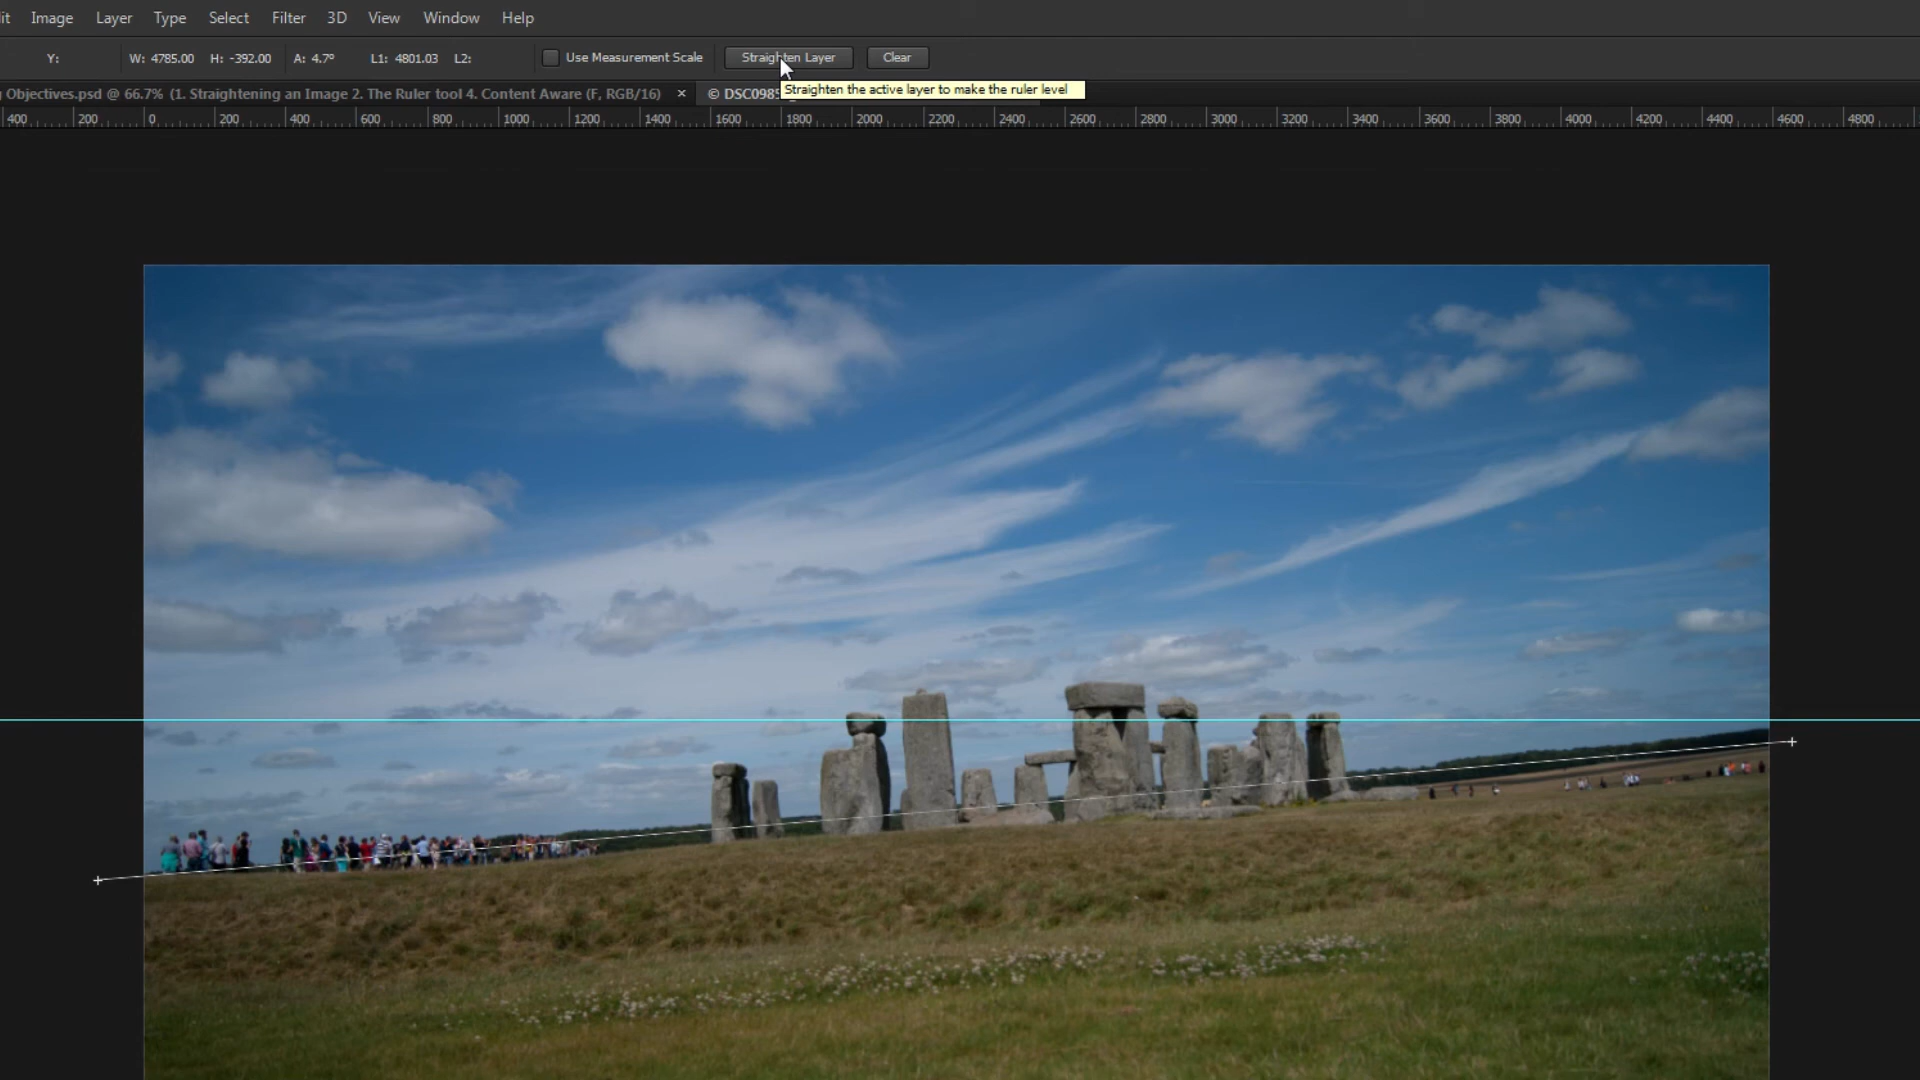 Image Layer Type Select Filter 3D View Window Help
Y: W: 4785.00 H: -392.00 A: 4.7° L1: 4801.03 L2: Use Measurement Scale Straighten Layer Clear
Objectives.psd @ 66.7% (1. Straightening an Image 2. The Ruler tool 4. Content Aware (F, RGB/16) × © DSC098
Straighten the active layer to make the ruler level
400 200 0 200 400 600 800 1000 1200 1400 1600 1800 2000 2200 2400 2600 2800 3000 3200 3400 3600 3800 4000 4200 4400 4600 4800